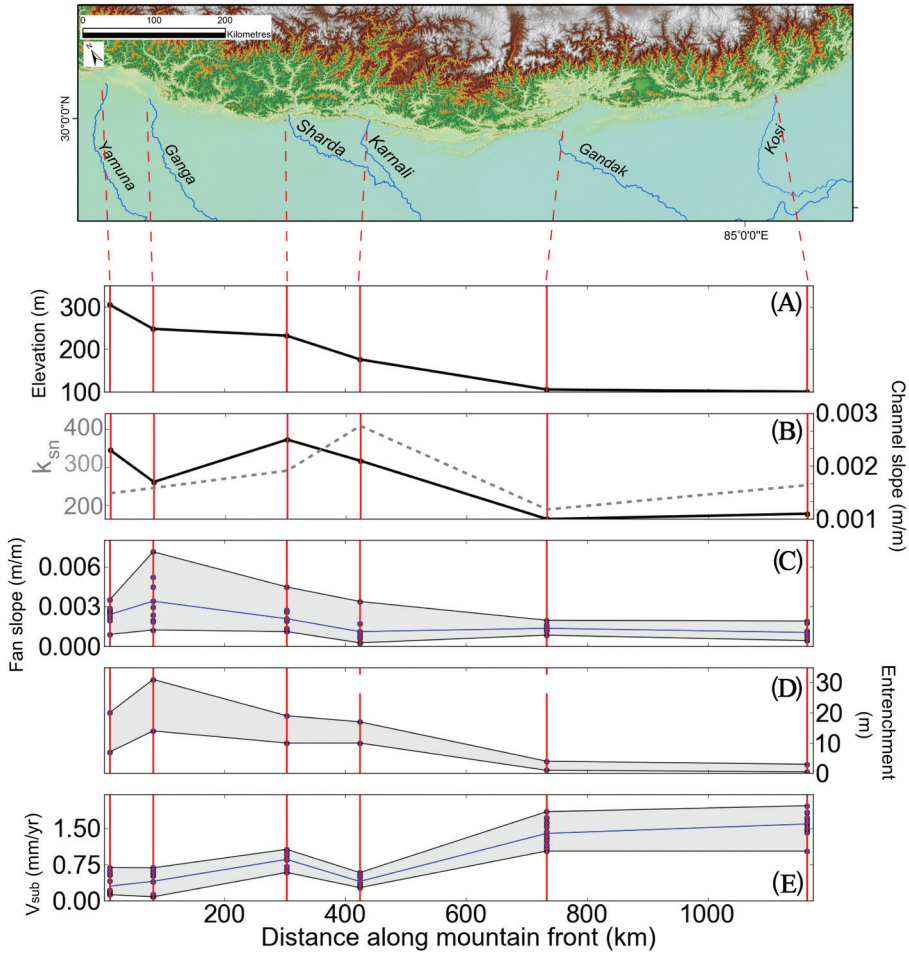 0 100 200
Kilometres
N
30°0'0"N
Yamuna
Ganga
Sharda
Karnali
Gandak
Kosi
85°0'0"E
Elevation (m)
300
200
100
(A)
k sn
400
300
200
(B)
0.003
0.002
0.001
Channel slope (m/m)
Fan slope (m/m)
0.006
0.003
0.000
(C)
(D)
30
20
10
0
Entrenchment
(m)
V sub (mm/yr)
1.50
0.75
0.00
(E)
200 400 600 800 1000
Distance along mountain front (km)